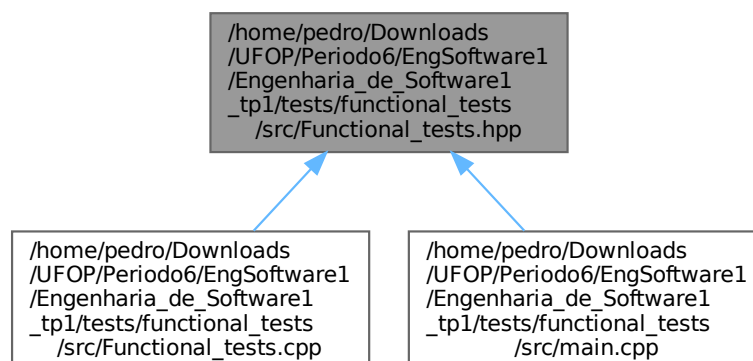 /home/pedro/Downloads
/UFOP/Periodo6/EngSoftware1
/Engenharia_de_Software1
_tp1/tests/functional_tests
/src/Functional_tests.hpp
/home/pedro/Downloads
/UFOP/Periodo6/EngSoftware1
/Engenharia_de_Software1
_tp1/tests/functional_tests
/src/Functional_tests.cpp
/home/pedro/Downloads
/UFOP/Periodo6/EngSoftware1
/Engenharia_de_Software1
_tp1/tests/functional_tests
/src/main.cpp